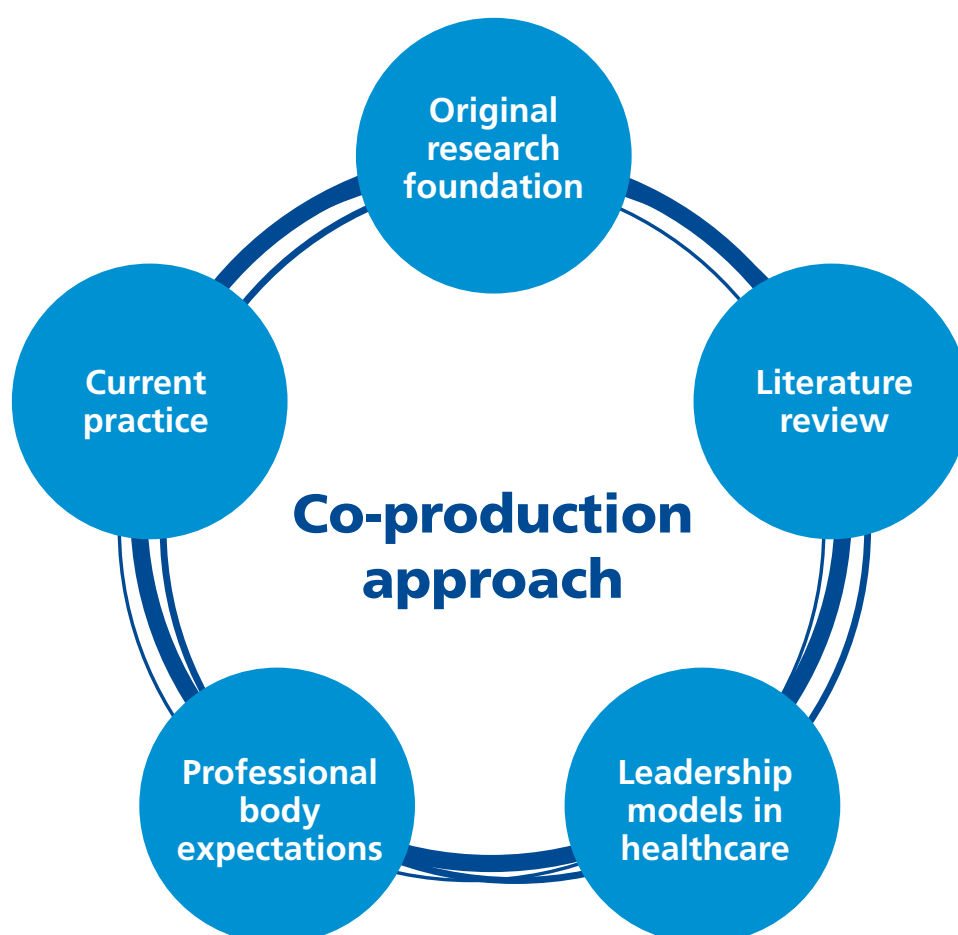 Original
research
foundation
Literature
review
Leadership
models in
healthcare
Professional
body
expectations
Current
practice
Co-production
approach